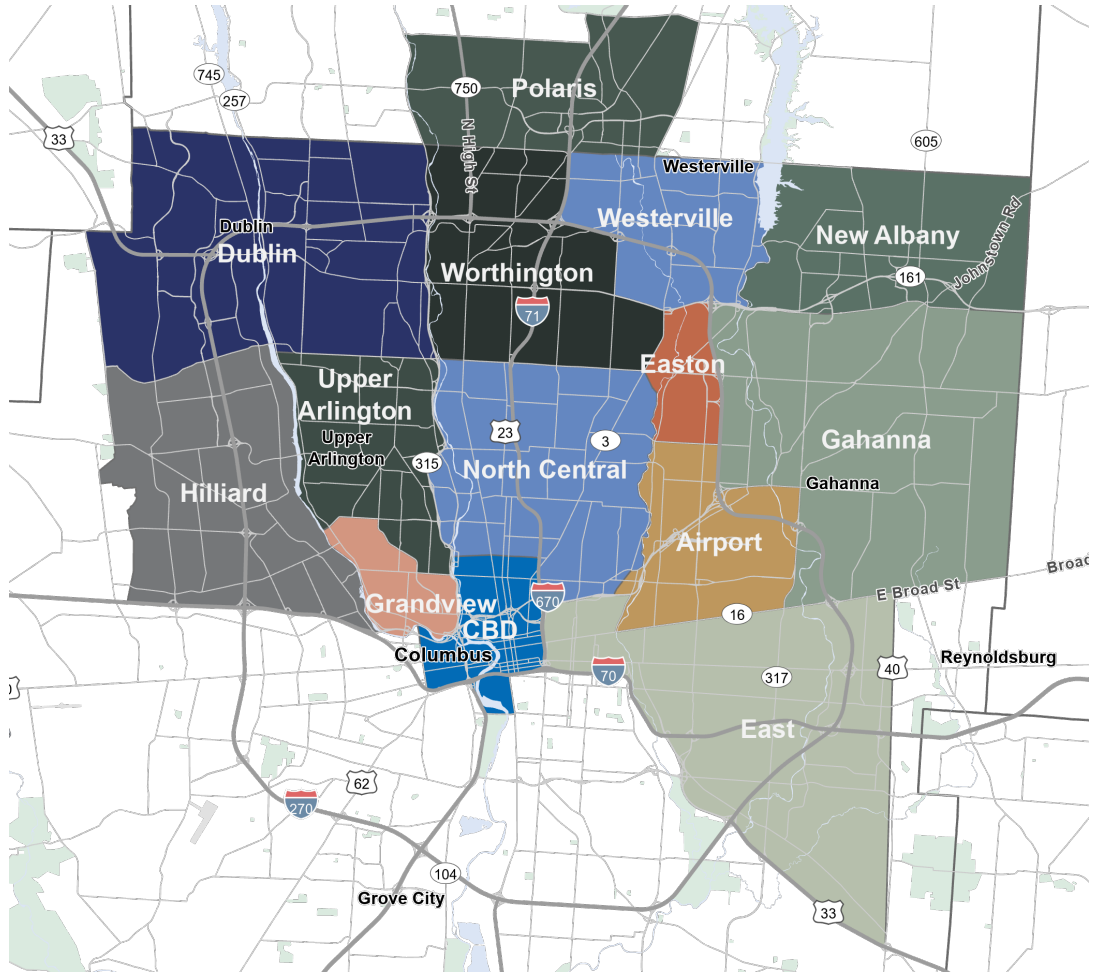 745
257
33
750
Polaris
N High St
605
Westerville
Westerville
Dublin
Dublin
New Albany
Johnstown Rd
161
Worthington
71
Easton
Upper
Arlington
Upper
Arlington
23
3
315
North Central
Gahanna
Gahanna
Hilliard
Airport
Grandview
670
CBD
16
E Broad St
Broad
Columbus
70
317
40
Reynoldsburg
East
62
270
104
Grove City
33